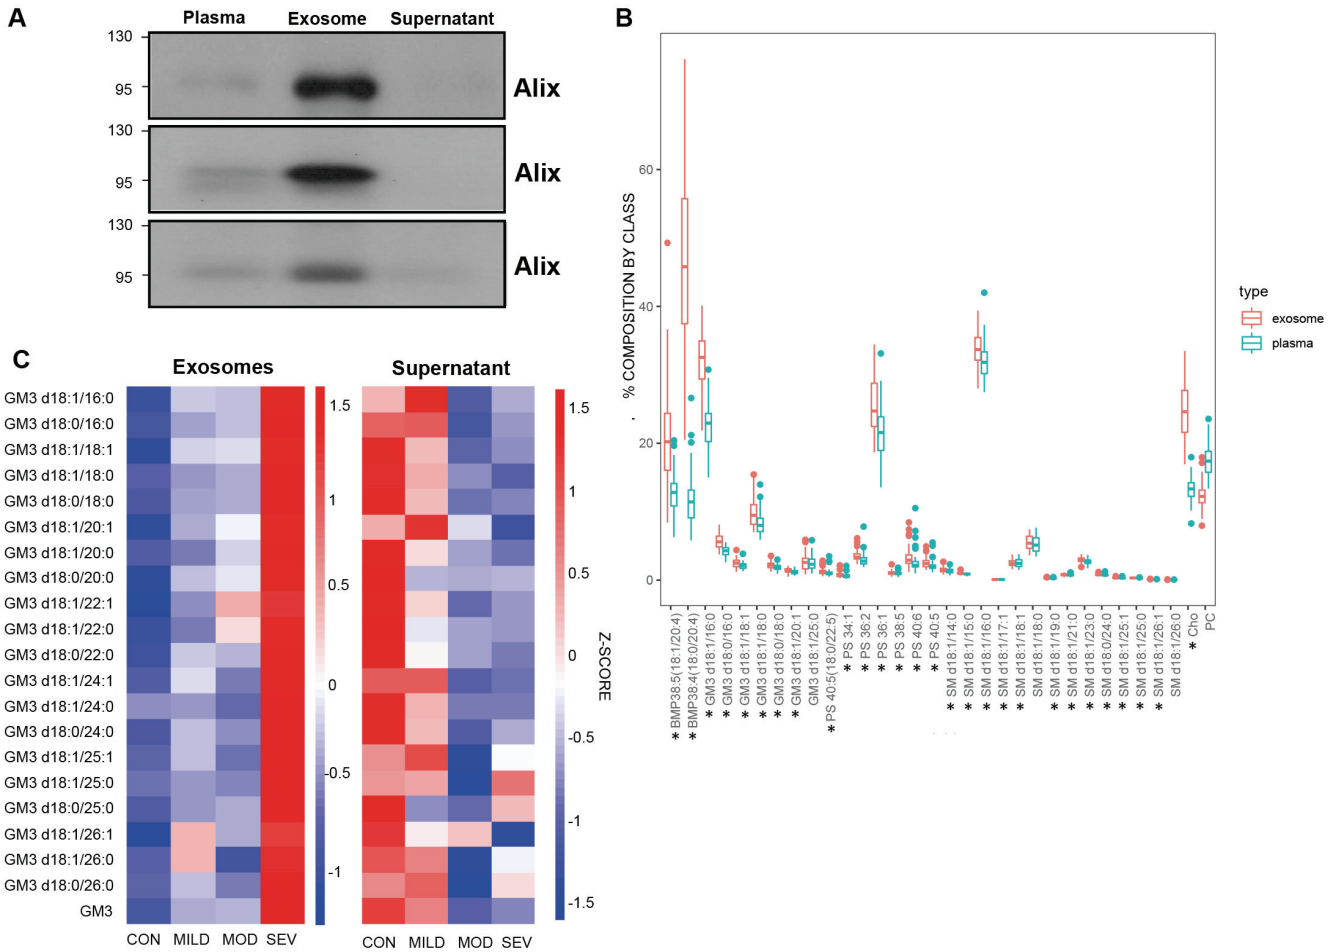 A
Plasma Exosome Supernatant
130
95
Alix
130
95
Alix
130
95
Alix
B
% COMPOSITION BY CLASS
60
40
20
0
* BMP38:5(18:1/20:4)
* BMP38:4(18:0/20:4)
* GM3 d18:1/16:0
* GM3 d18:0/16:0
* GM3 d18:1/18:1
* GM3 d18:1/18:0
* GM3 d18:0/18:0
* GM3 d18:1/20:1
GM3 d18:1/25:0
* PS 40:5(18:0/22:5)
* PS 34:1
* PS 36:2
* PS 36:1
* PS 38:5
* PS 40:6
* PS 40:5
* SM d18:1/14:0
* SM d18:1/15:0
* SM d18:1/16:0
* SM d18:1/17:1
* SM d18:1/18:1
SM d18:1/18:0
* SM d18:1/19:0
* SM d18:1/21:0
* SM d18:1/23:0
* SM d18:0/24:0
* SM d18:1/25:1
* SM d18:1/25:0
* SM d18:1/26:1
SM d18:1/26:0
* Cho
PC
type
exosome
plasma
C
Exosomes
Supernatant
GM3 d18:1/16:0
GM3 d18:0/16:0
GM3 d18:1/18:1
GM3 d18:1/18:0
GM3 d18:0/18:0
GM3 d18:1/20:1
GM3 d18:1/20:0
GM3 d18:0/20:0
GM3 d18:1/22:1
GM3 d18:1/22:0
GM3 d18:0/22:0
GM3 d18:1/24:1
GM3 d18:1/24:0
GM3 d18:0/24:0
GM3 d18:1/25:1
GM3 d18:1/25:0
GM3 d18:0/25:0
GM3 d18:1/26:1
GM3 d18:1/26:0
GM3 d18:0/26:0
GM3
CON MILD MOD SEV
1.5
1
0.5
0
-0.5
-1
CON MILD MOD SEV
1.5
1
0.5
0
-0.5
-1
-1.5
Z-SCORE